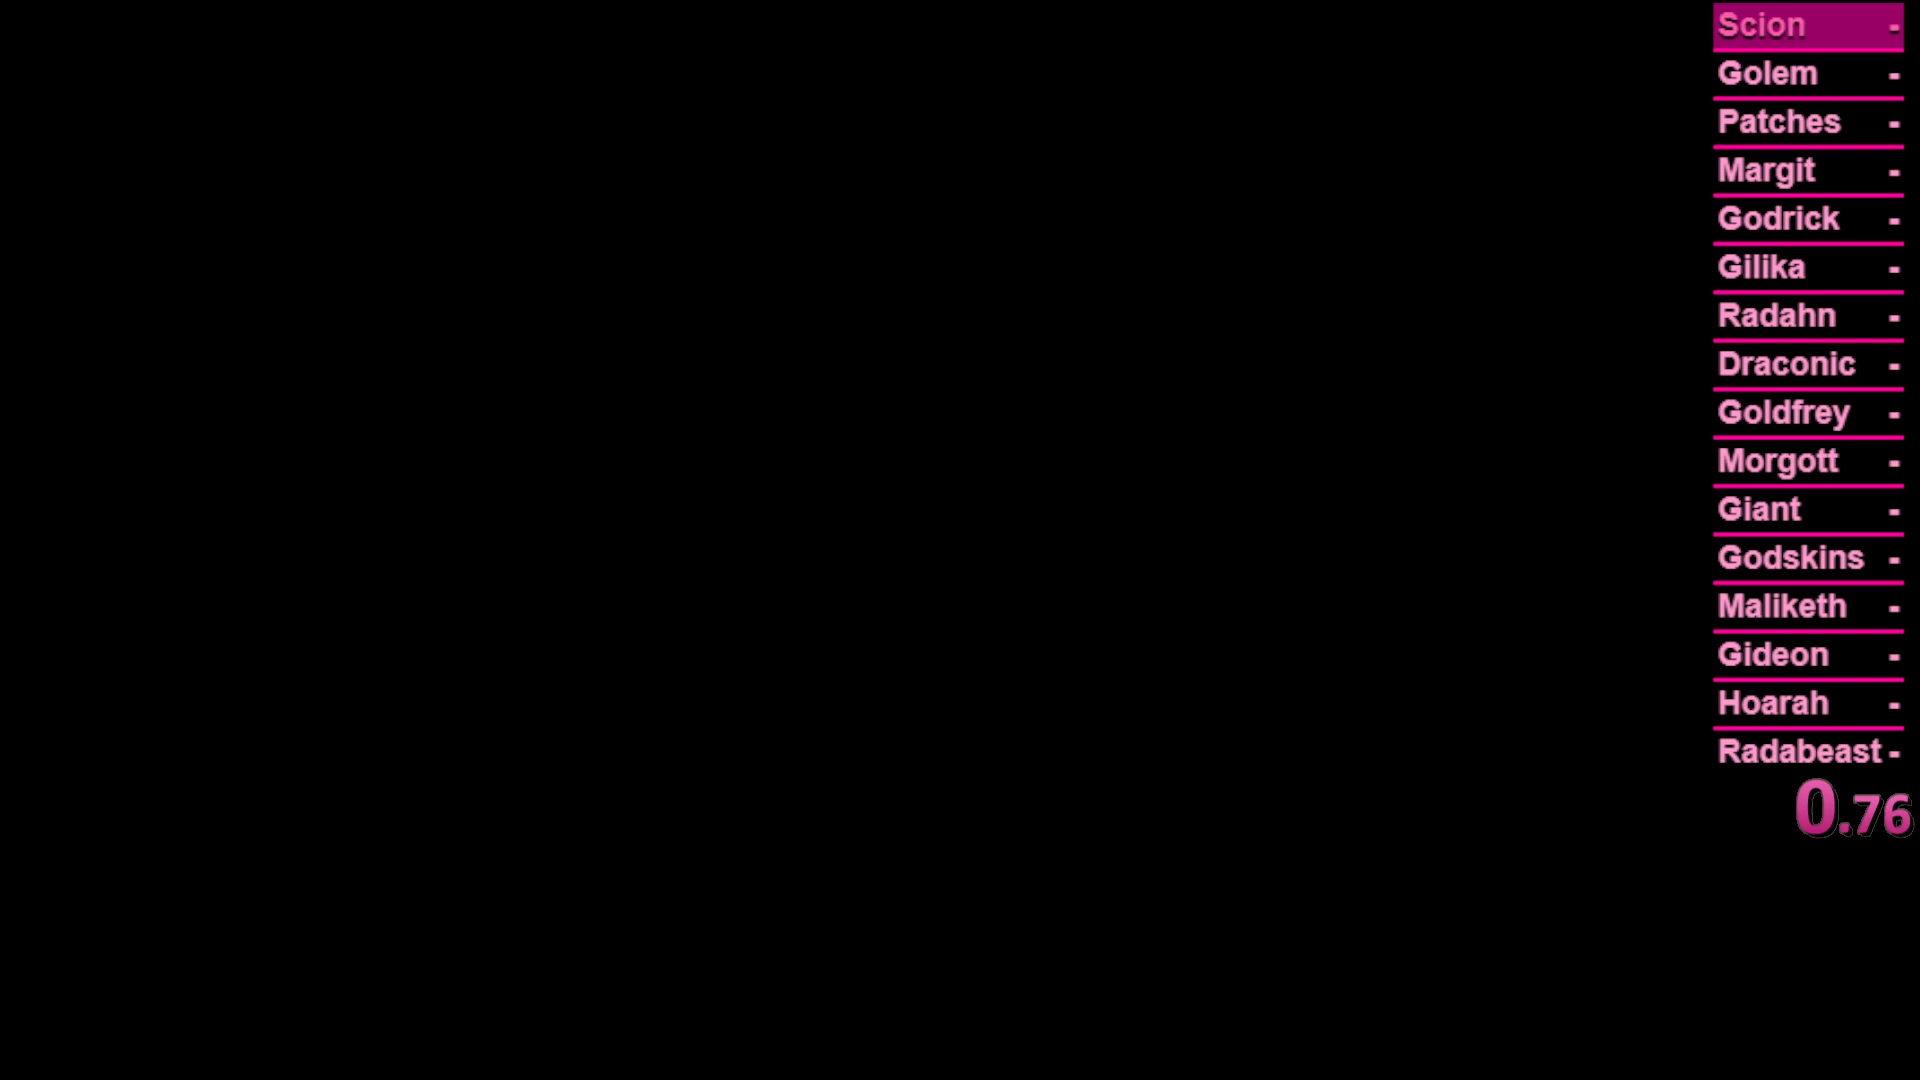 Scion -
Golem -
Patches -
Margit -
Godrick -
Gilika -
Radahn -
Draconic -
Goldfrey -
Morgott -
Giant -
Godskins -
Maliketh -
Gideon -
Hoarah -
Radabeast -
0.76